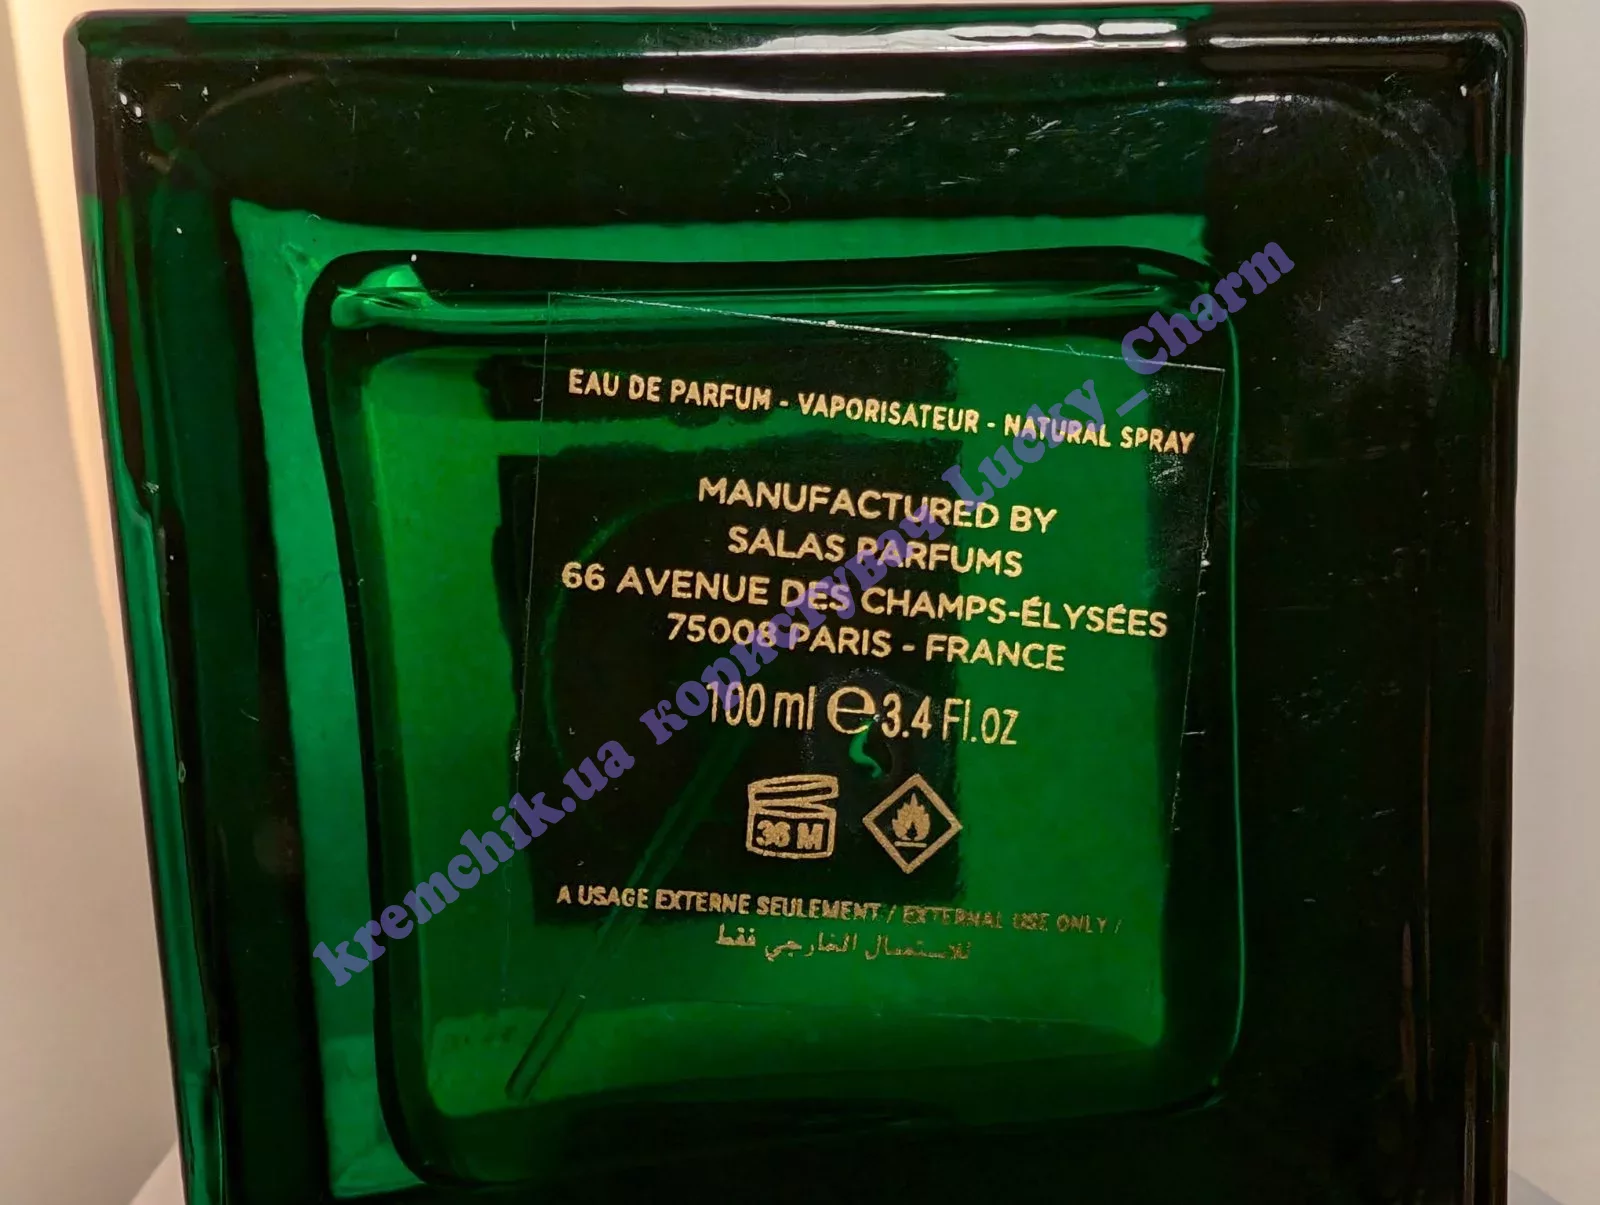 EAU DE PARFUM - VAPORISATEUR - NATURAL SPRAY
MANUFACTURED BY
SALAS PARFUMS
66 AVENUE DES CHAMPS-ÉLYSÉES
75008 PARIS - FRANCE
100 ml e 3.4 Fl.oz
36 M
A USAGE EXTERNE SEULEMENT / EXTERNAL USE ONLY /
للاستعمال الخارجي فقط
kremchik.ua користувач Lucky_Charm